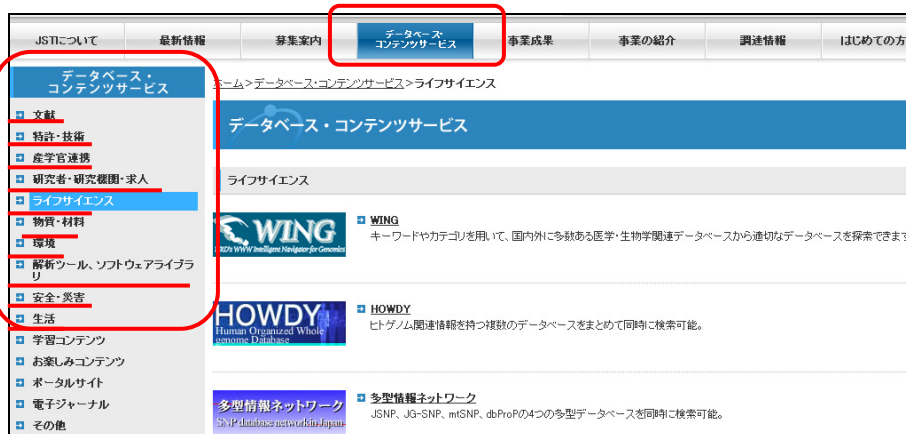 JSTについて
最新情報
募集案内
データベース・
コンテンツサービス
事業成果
事業の紹介
調達情報
はじめての方
データベース・
コンテンツサービス
文献
特許・技術
産学官連携
研究者・研究機関・求人
ライフサイエンス
物質・材料
環境
解析ツール、ソフトウェアライブラ
リ
安全・災害
生活
学習コンテンツ
お楽しみコンテンツ
ポータルサイト
電子ジャーナル
その他
ホーム>データベース・コンテンツサービス>ライフサイエンス
データベース・コンテンツサービス
ライフサイエンス
WING
WWW Intelligent Navigator for Genomics
WING
キーワードやカテゴリを用いて、国内外に多数ある医学・生物学関連データベースから適切なデータベースを探索できます
HOWDY
Human Organized Whole
genome Database
HOWDY
ヒトゲノム関連情報を持つ複数のデータベースをまとめて同時に検索可能。
多型情報ネットワーク
SNP database network in Japan
多型情報ネットワーク
JSNP、JG-SNP、mtSNP、dbProPの4つの多型データベースを同時に検索可能。